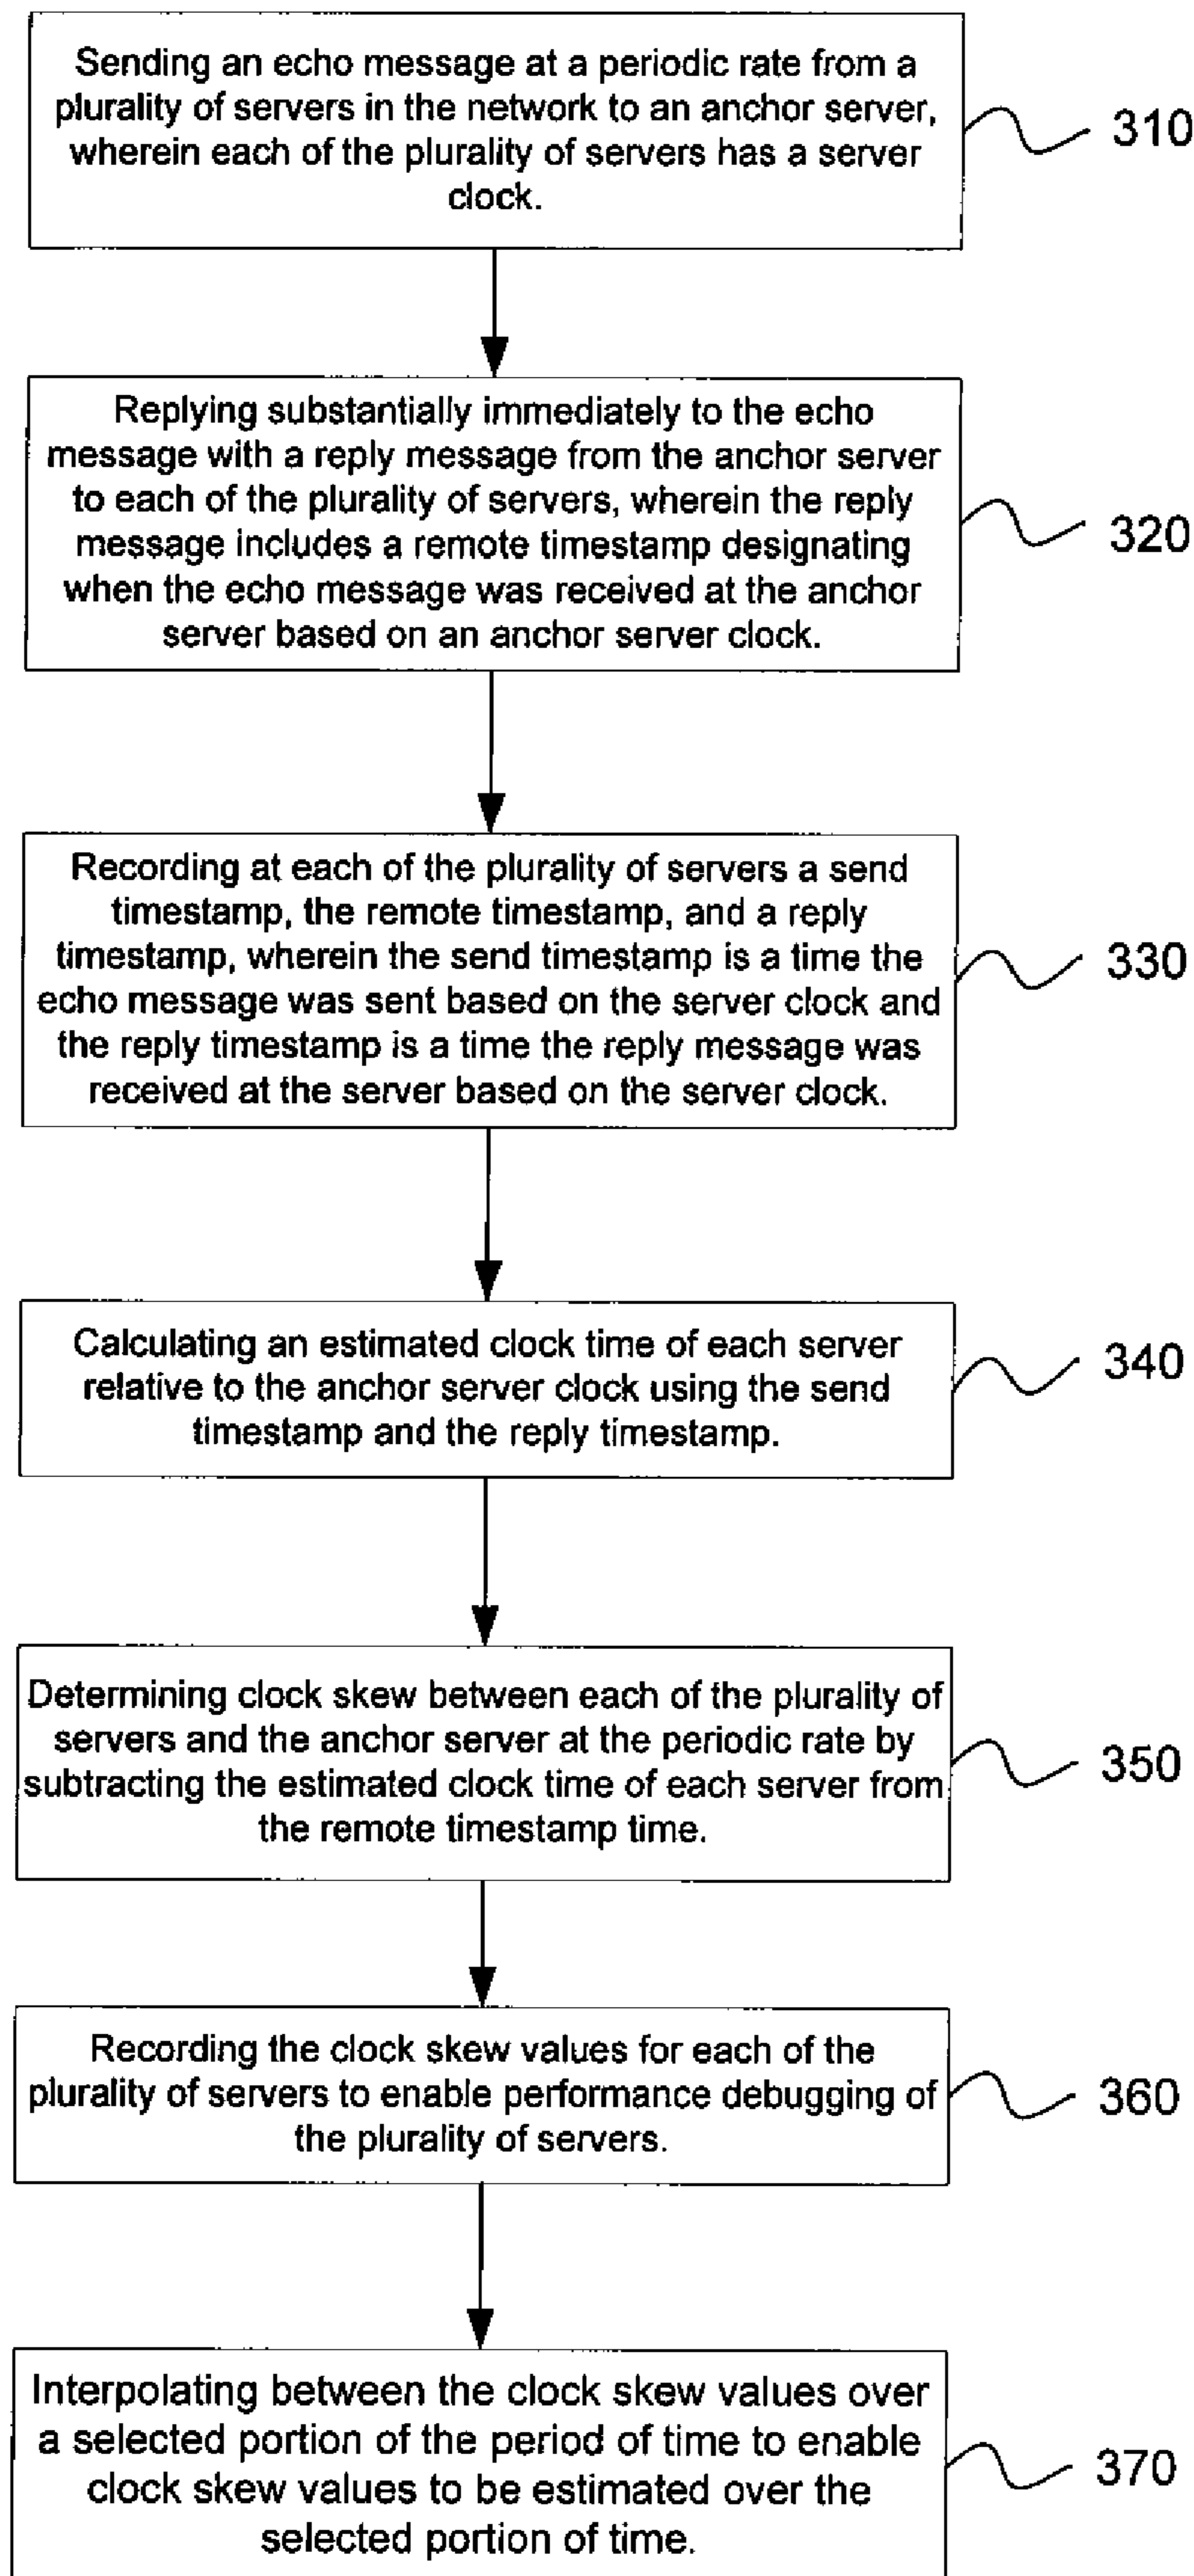 Sending an echo message at a periodic rate from a
plurality of servers in the network to an anchor server,
wherein each of the plurality of servers has a server
clock.
310
Replying substantially immediately to the echo
message with a reply message from the anchor server
to each of the plurality of servers, wherein the reply
message includes a remote timestamp designating
when the echo message was received at the anchor
server based on an anchor server clock.
320
Recording at each of the plurality of servers a send
timestamp, the remote timestamp, and a reply
timestamp, wherein the send timestamp is a time the
echo message was sent based on the server clock and
the reply timestamp is a time the reply message was
received at the server based on the server clock.
330
Calculating an estimated clock time of each server
relative to the anchor server clock using the send
timestamp and the reply timestamp.
340
Determining clock skew between each of the plurality of
servers and the anchor server at the periodic rate by
subtracting the estimated clock time of each server from
the remote timestamp time.
350
Recording the clock skew values for each of the
plurality of servers to enable performance debugging of
the plurality of servers.
360
Interpolating between the clock skew values over
a selected portion of the period of time to enable
clock skew values to be estimated over the
selected portion of time.
370